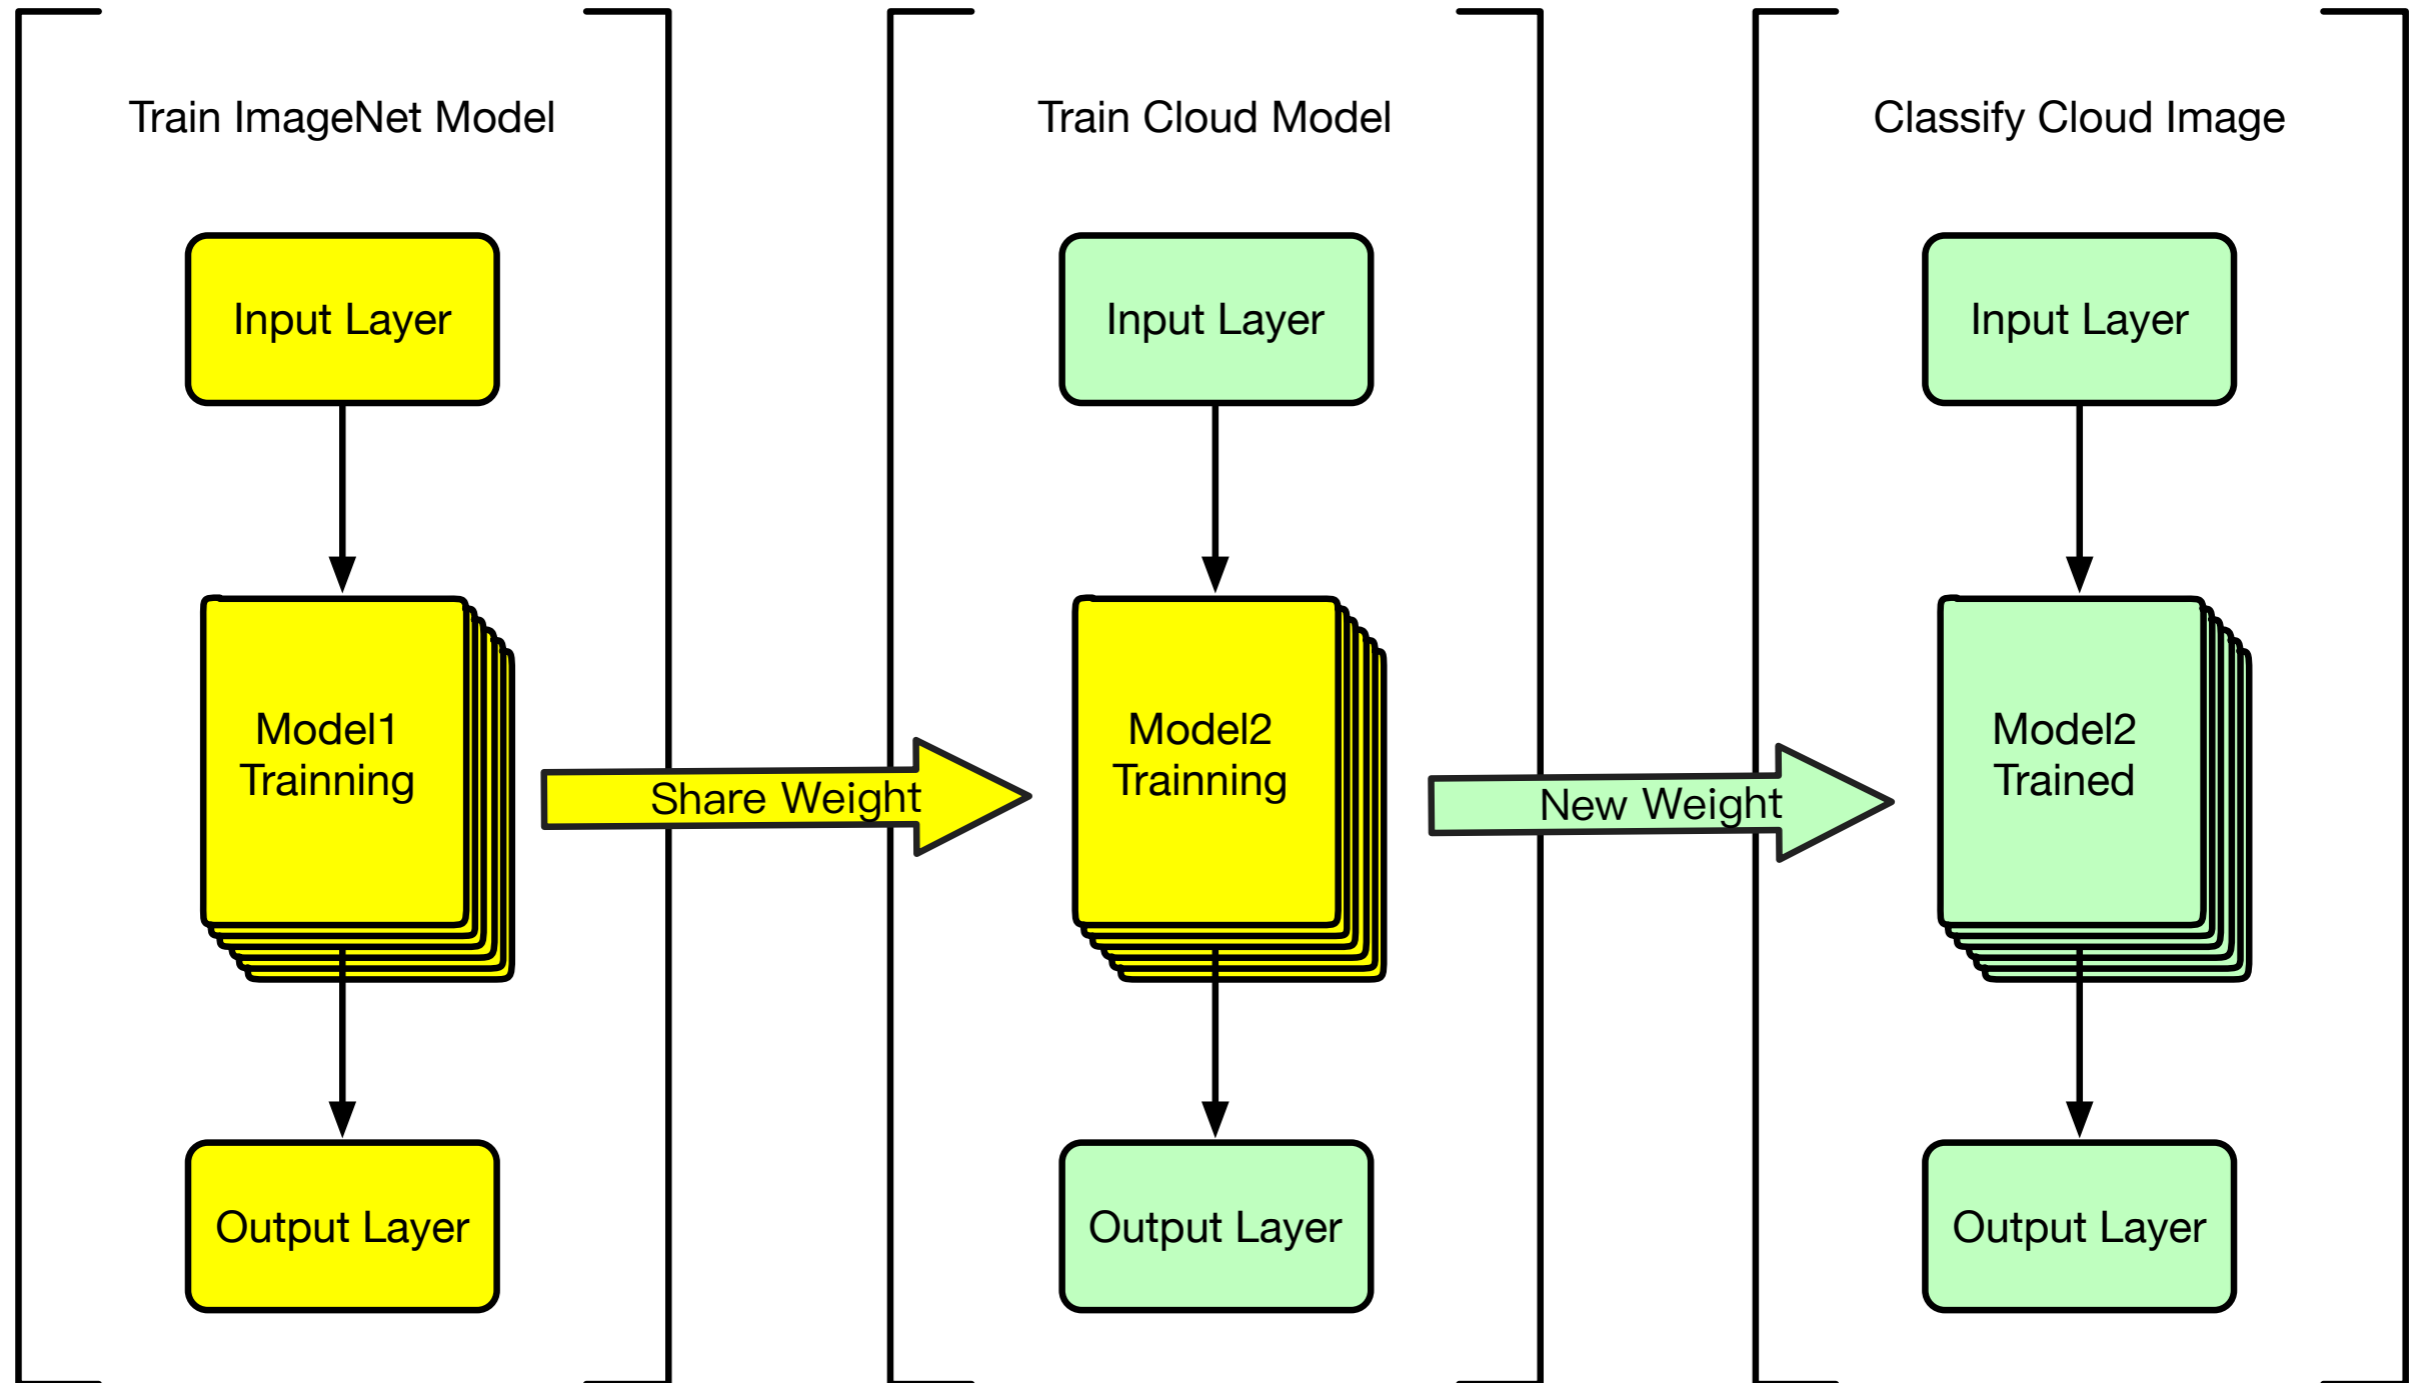 Train ImageNet Model
Input Layer
Model1
Trainning
Output Layer
Share Weight
Train Cloud Model
Input Layer
Model2
Trainning
Output Layer
New Weight
Classify Cloud Image
Input Layer
Model2
Trained
Output Layer